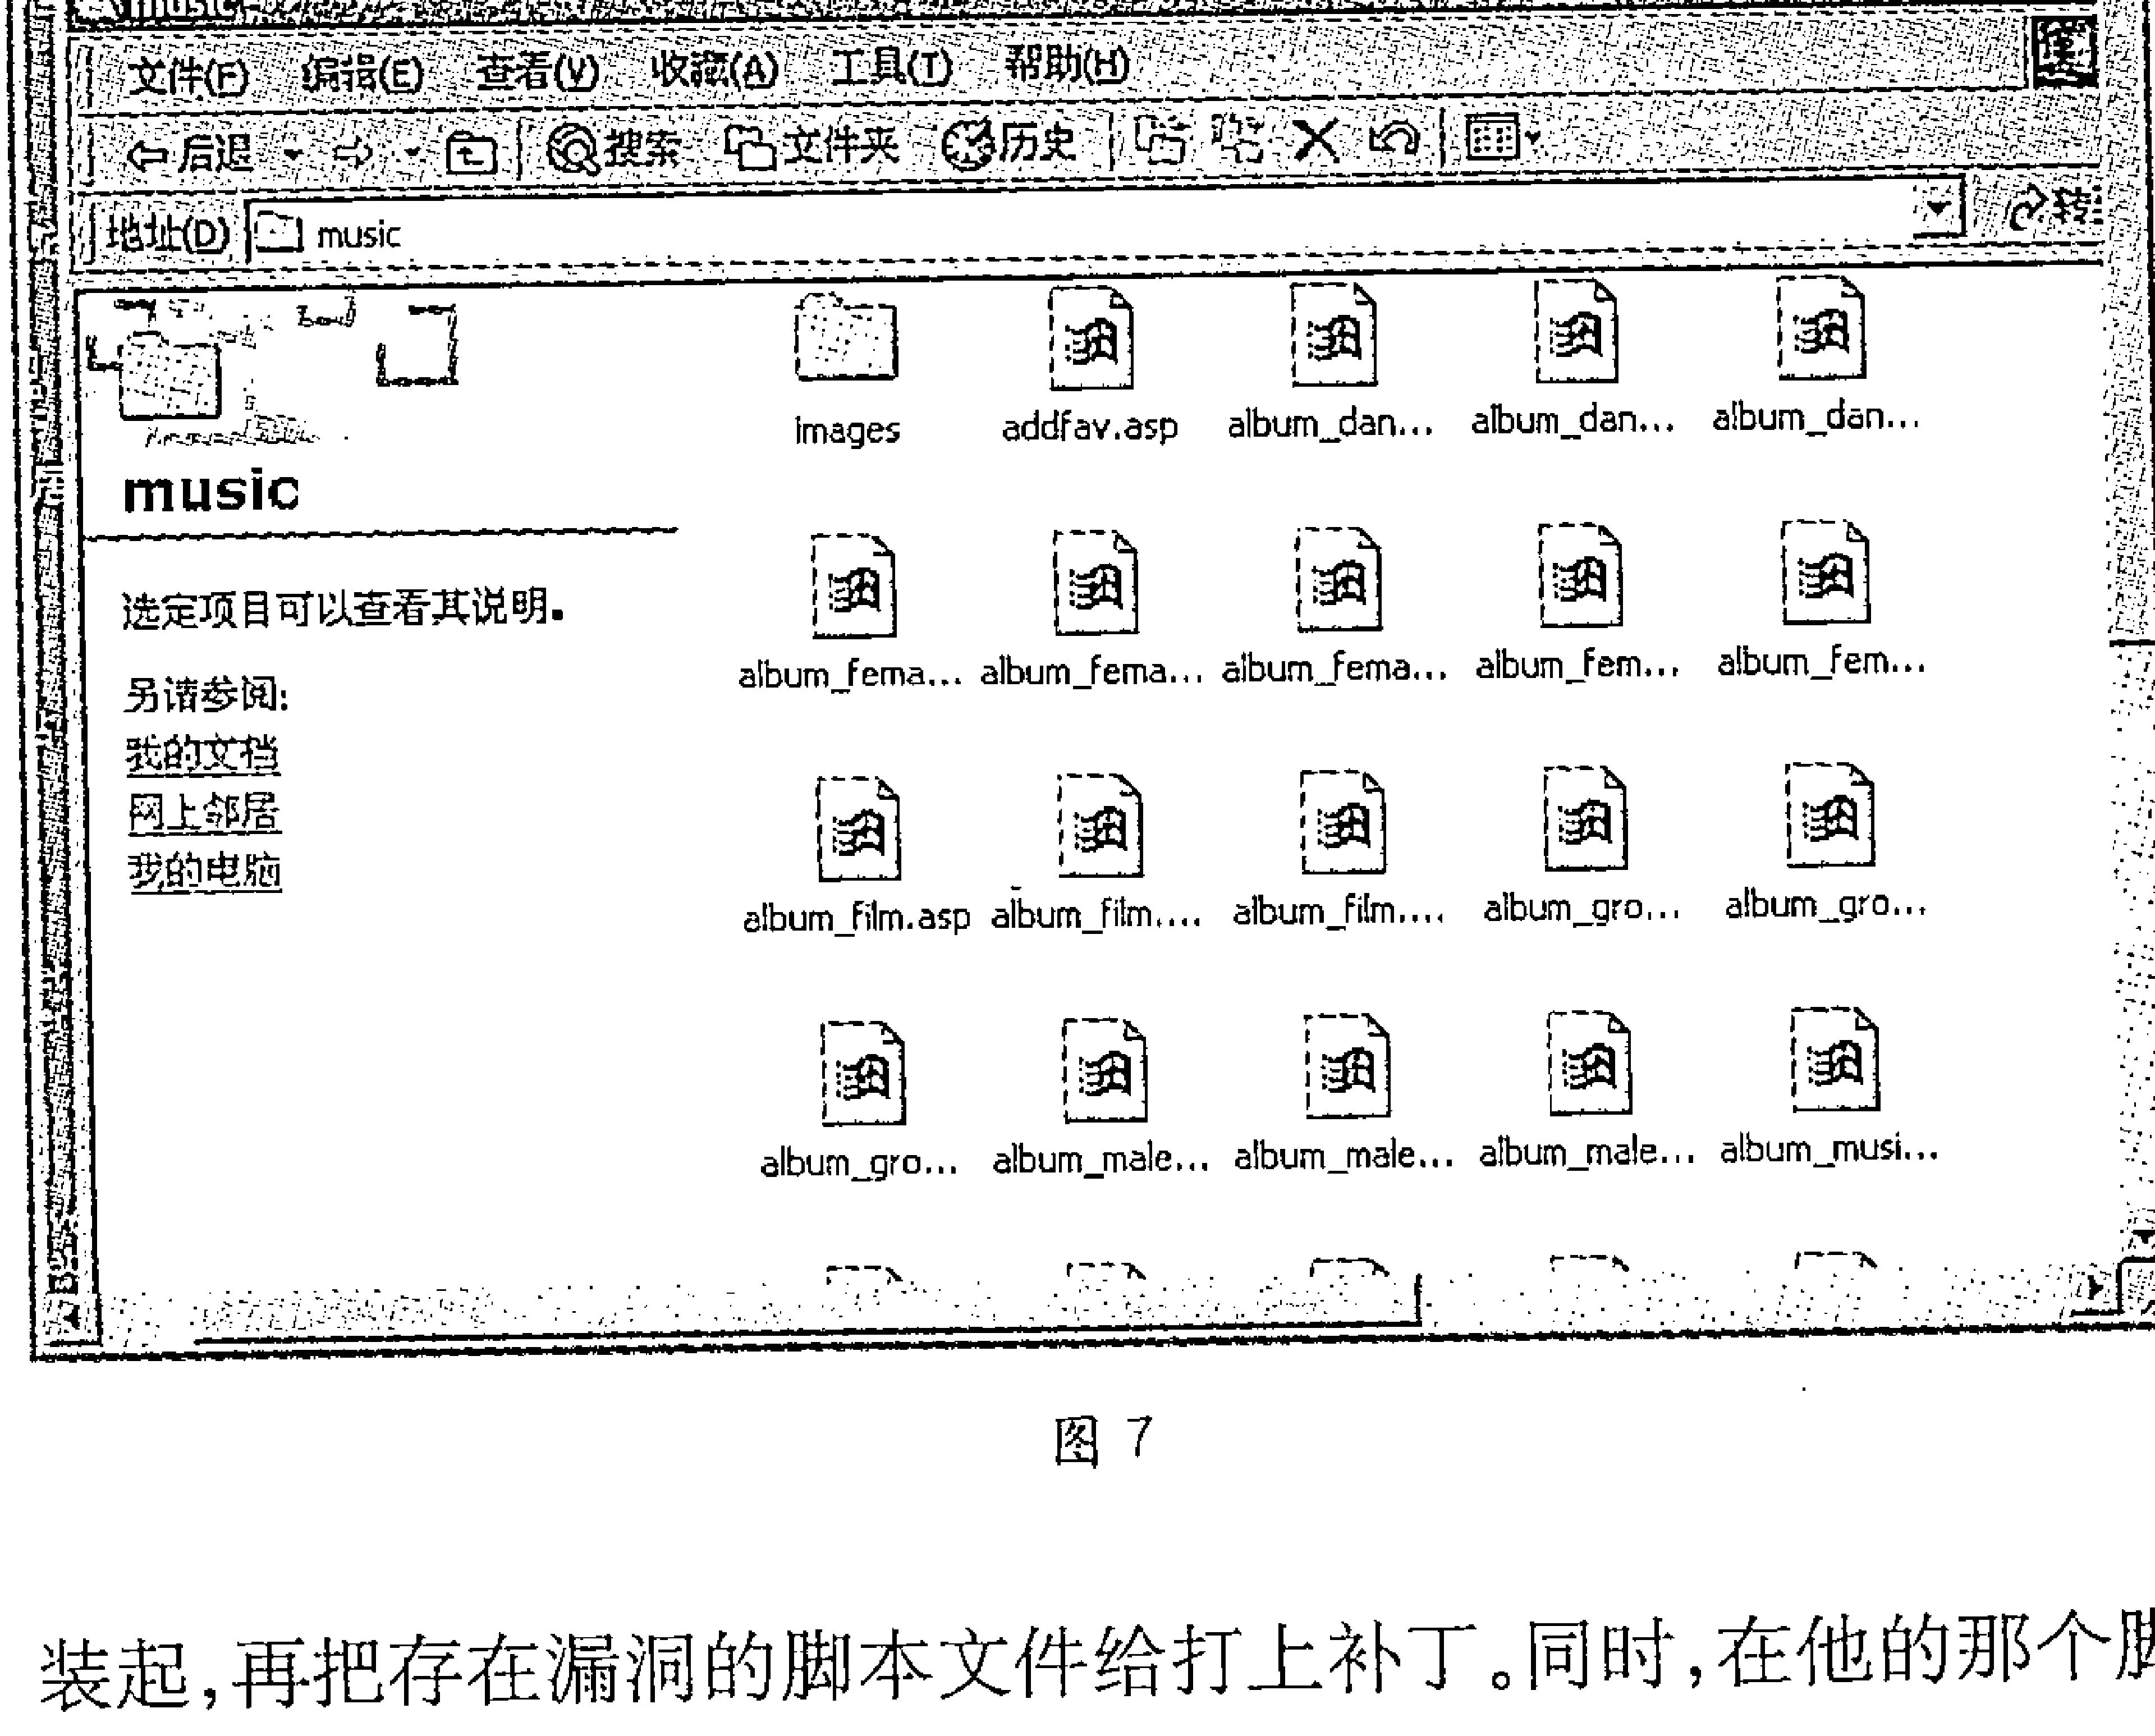 music
文件(F) 编辑(E) 查看(V) 收藏(A) 工具(T) 帮助(H)
后退 搜索 文件夹 历史
地址(D) music 转
images addfav.asp album_dan... album_dan... album_dan...
music
选定项目可以查看其说明。
album_fema... album_fema... album_fema... album_fem... album_fem...
另请参阅:
我的文档
网上邻居
我的电脑
album_film.asp album_film.... album_film.... album_gro... album_gro...
album_gro... album_male... album_male... album_male... album_musi...
图 7
装起,再把存在漏洞的脚本文件给打上补丁。同时,在他的那个脚